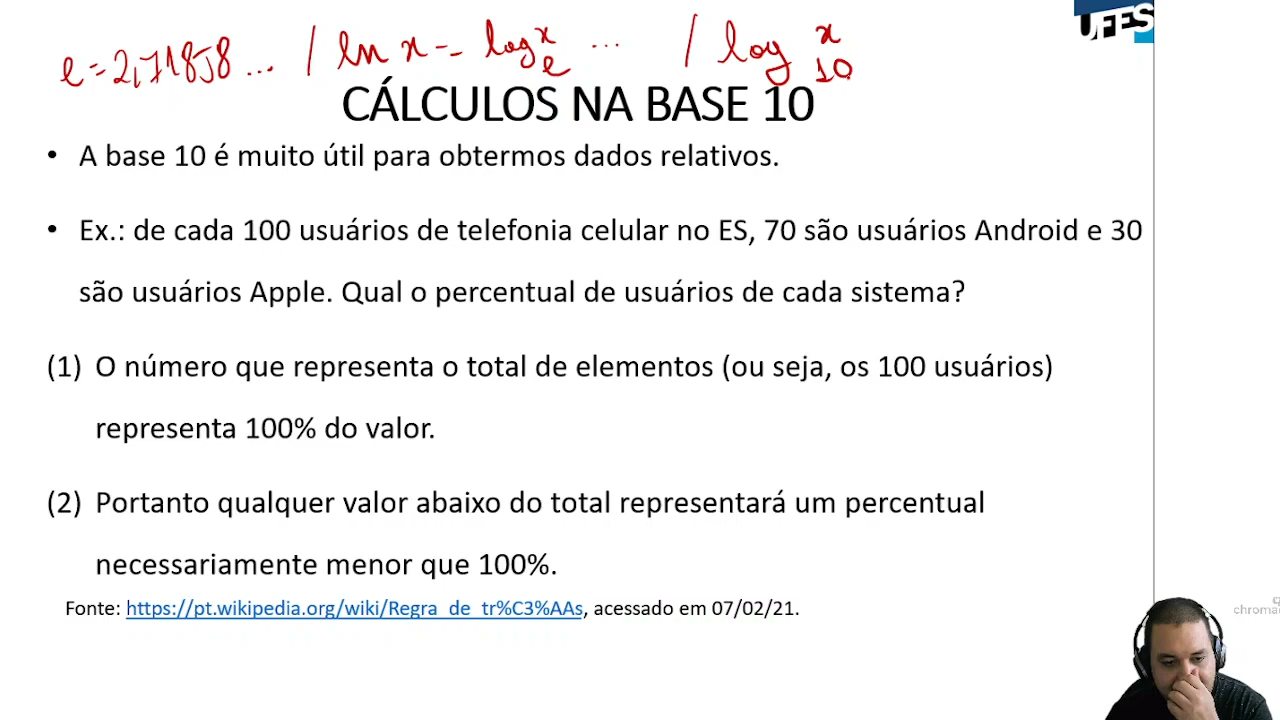 UFES
e = 2,71858... / ln x = log x e ... / log x 10
CÁLCULOS NA BASE 10
• A base 10 é muito útil para obtermos dados relativos.
• Ex.: de cada 100 usuários de telefonia celular no ES, 70 são usuários Android e 30
são usuários Apple. Qual o percentual de usuários de cada sistema?
(1) O número que representa o total de elementos (ou seja, os 100 usuários)
representa 100% do valor.
(2) Portanto qualquer valor abaixo do total representará um percentual
necessariamente menor que 100%.
Fonte: https://pt.wikipedia.org/wiki/Regra_de_tr%C3%AAs, acessado em 07/02/21.